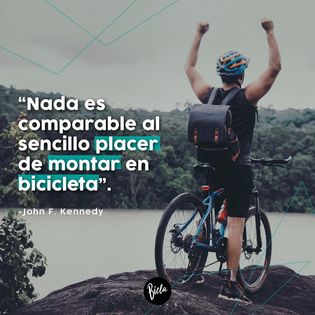 “Nada es
comparable al
sencillo placer
de montar en
bicicleta”.
-John F. Kennedy
Bicla